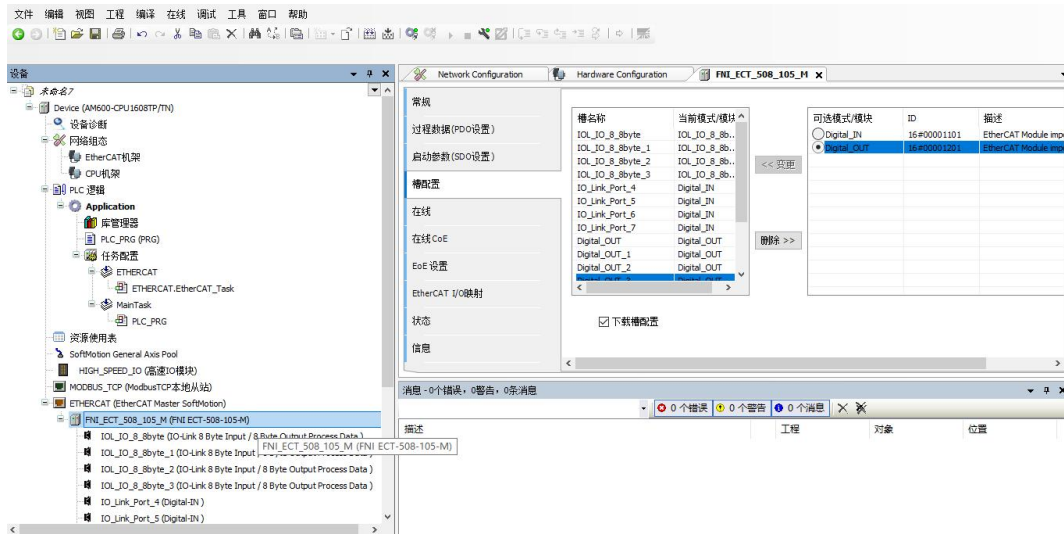 文件 编辑 视图 工程 编译 在线 调试 工具 窗口 帮助
设备
未命名7
Device (AM600-CPU1608TP/TN)
设备诊断
网络组态
EtherCAT机架
CPU机架
PLC 逻辑
Application
库管理器
PLC_PRG (PRG)
任务配置
ETHERCAT
ETHERCAT.EtherCAT_Task
MainTask
PLC_PRG
资源使用表
SoftMotion General Axis Pool
HIGH_SPEED_IO (高速IO模块)
MODBUS_TCP (ModbusTCP本地从站)
ETHERCAT (EtherCAT Master SoftMotion)
FNI_ECT_508_105_M (FNI ECT-508-105-M)
IOL_IO_8_8byte (IO-Link 8 Byte Input / 8 Byte Output Process Data )
FNI_ECT_508_105_M (FNI ECT-508-105-M)
IOL_IO_8_8byte_1 (IO-Link 8 Byte Input
IOL_IO_8_8byte_2 (IO-Link 8 Byte Input / 8 Byte Output Process Data )
IOL_IO_8_8byte_3 (IO-Link 8 Byte Input / 8 Byte Output Process Data )
IO_Link_Port_4 (Digital-IN )
IO_Link_Port_5 (Digital-IN )
Network Configuration Hardware Configuration FNI_ECT_508_105_M
常规
过程数据(PDO设置)
启动参数(SDO设置)
槽配置
在线
在线 CoE
EoE 设置
EtherCAT I/O映射
状态
信息
槽名称 当前模式/模块
IOL_IO_8_8byte IOL_IO_8_8b..
IOL_IO_8_8byte_1 IOL_IO_8_8b..
IOL_IO_8_8byte_2 IOL_IO_8_8b..
IOL_IO_8_8byte_3 IOL_IO_8_8b..
IO_Link_Port_4 Digital_IN
IO_Link_Port_5 Digital_IN
IO_Link_Port_6 Digital_IN
IO_Link_Port_7 Digital_IN
Digital_OUT Digital_OUT
Digital_OUT_1 Digital_OUT
Digital_OUT_2 Digital_OUT
Digital_OUT_3 Digital_OUT
<< 变更
删除 >>
可选模式/模块 ID 描述
Digital_IN 16#00001101 EtherCAT Module impo
Digital_OUT 16#00001201 EtherCAT Module impo
下载槽配置
消息 - 0个错误，0警告，0条消息
0 个错误 0 个警告 0 个消息
描述 工程 对象 位置